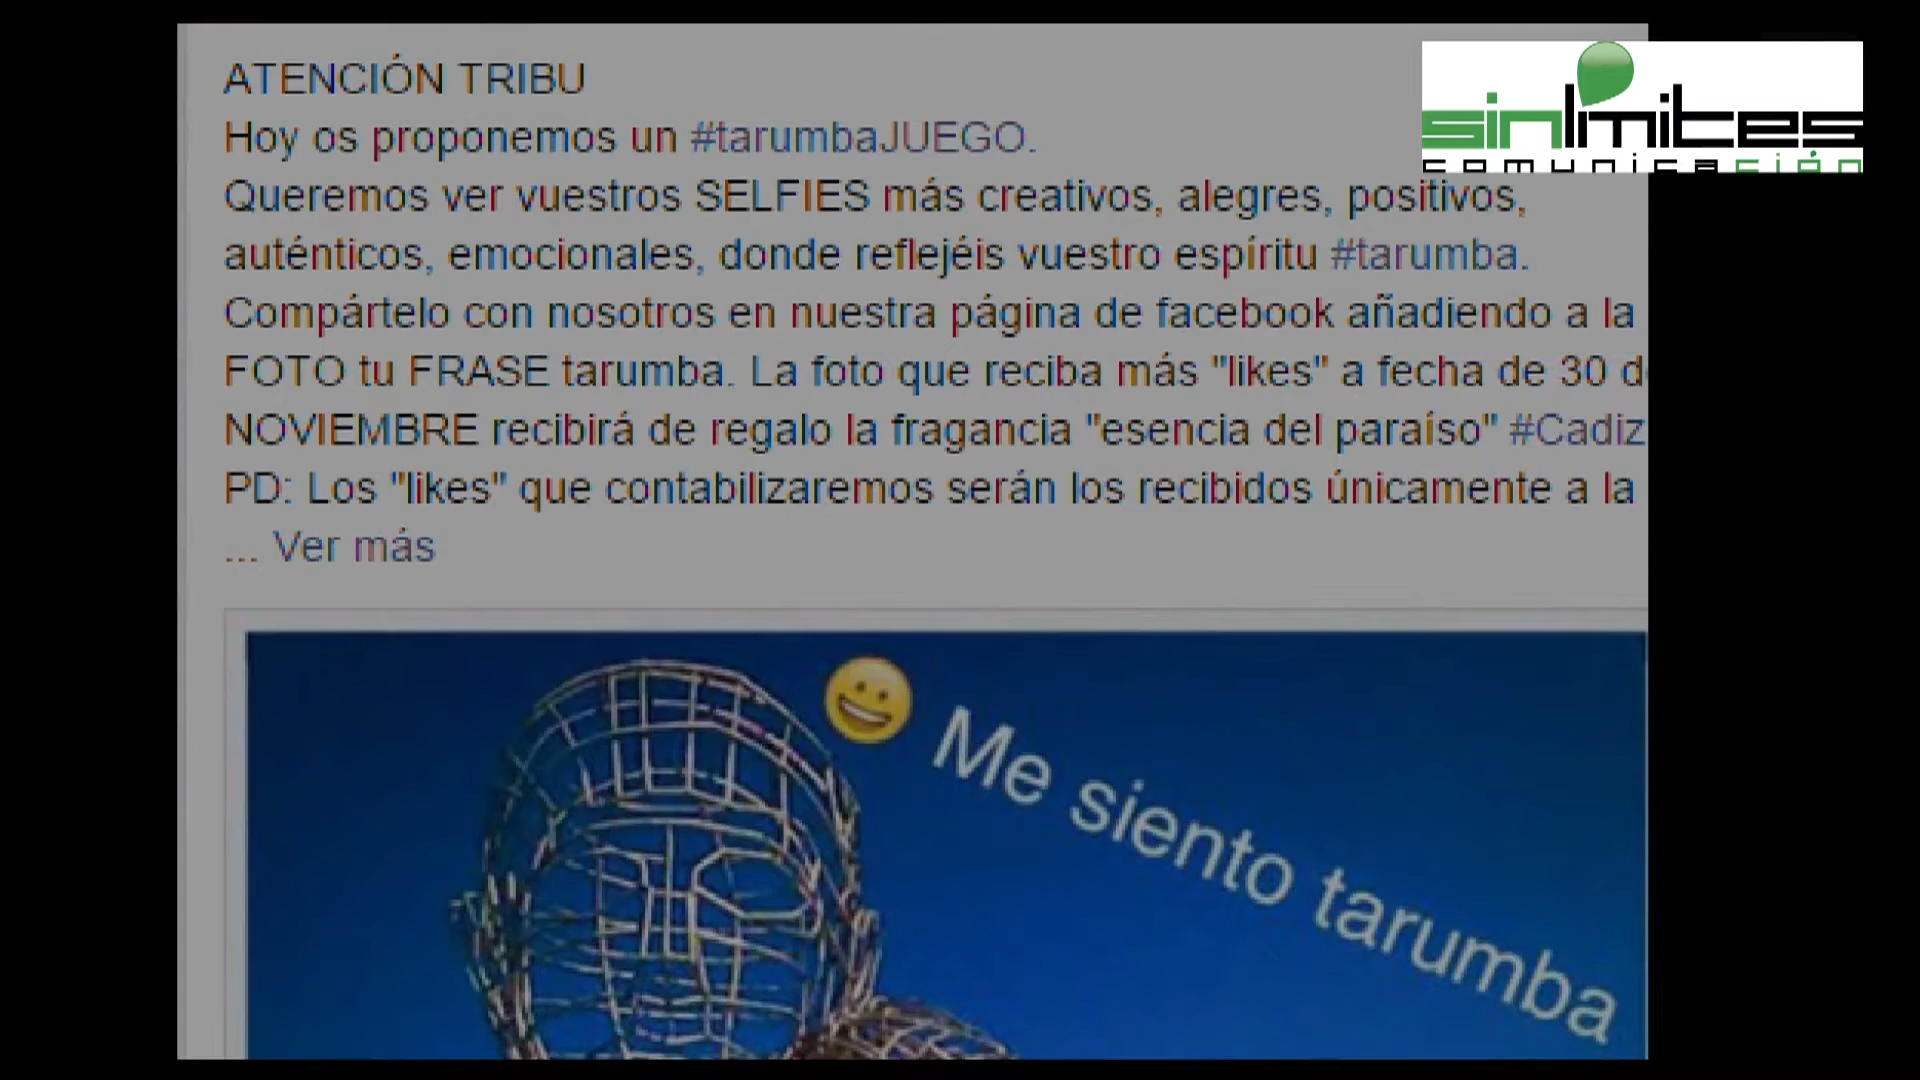 ATENCIÓN TRIBU
Hoy os proponemos un #tarumbaJUEGO.
Queremos ver vuestros SELFIES más creativos, alegres, positivos,
auténticos, emocionales, donde reflejéis vuestro espíritu #tarumba.
Compártelo con nosotros en nuestra página de facebook añadiendo a la
FOTO tu FRASE tarumba. La foto que reciba más "likes" a fecha de 30 d
NOVIEMBRE recibirá de regalo la fragancia "esencia del paraíso" #Cadiz
PD: Los "likes" que contabilizaremos serán los recibidos únicamente a la
... Ver más
Me siento tarumba
sinlímites
comunicación